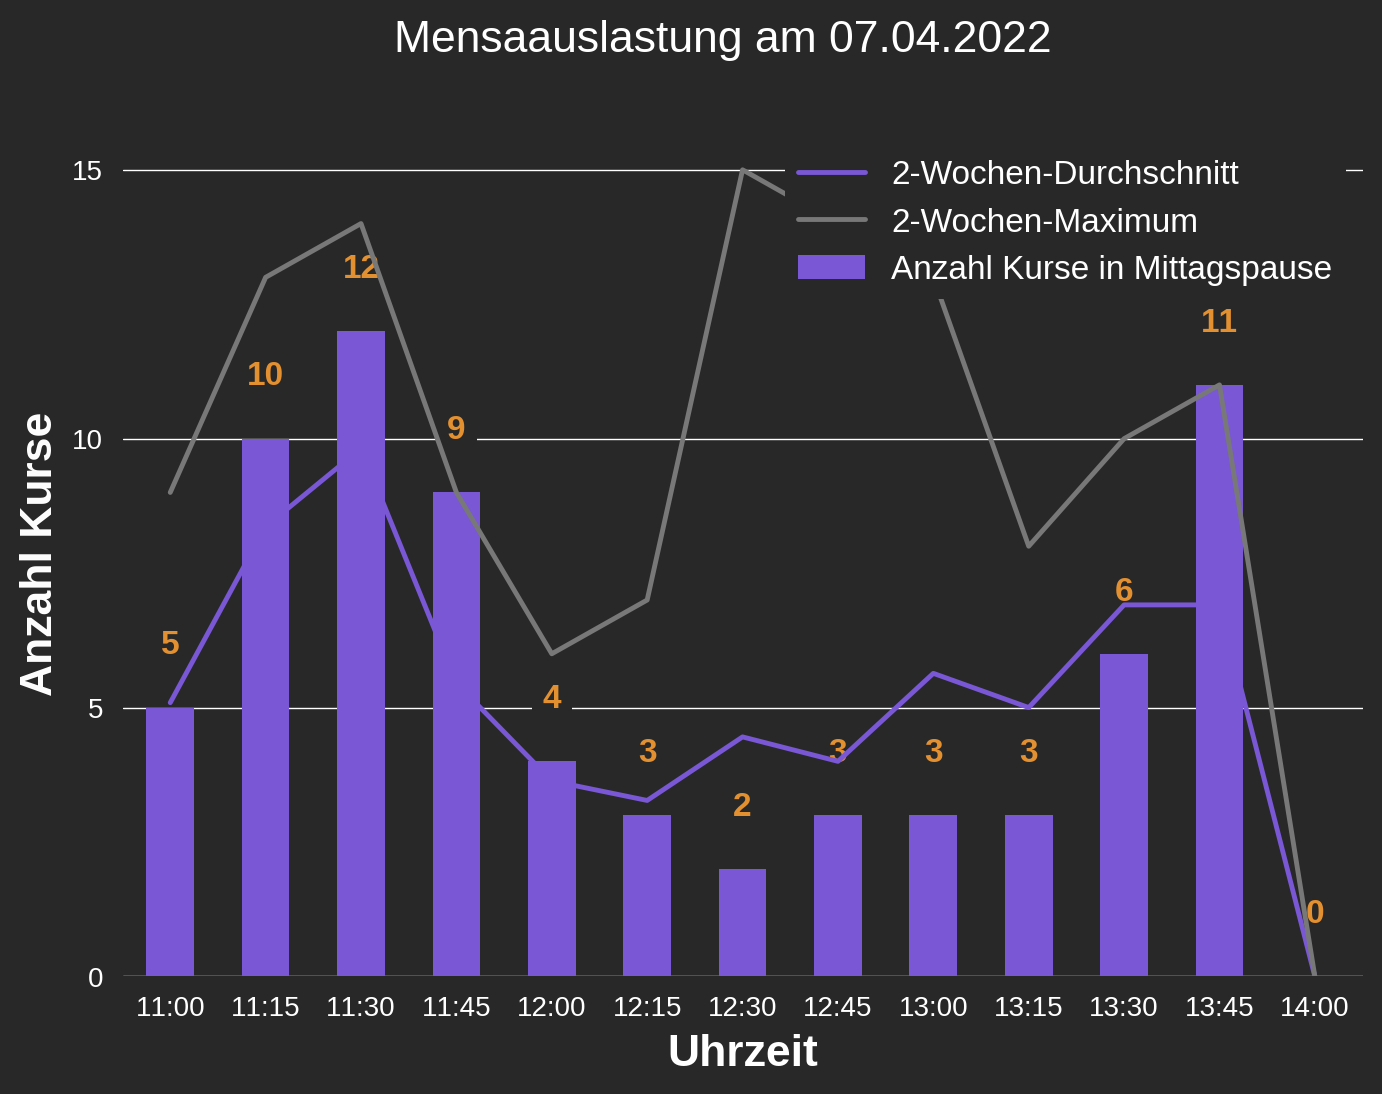 Mensaauslastung am 07.04.2022
2-Wochen-Durchschnitt
2-Wochen-Maximum
Anzahl Kurse in Mittagspause
Anzahl Kurse
15
10
5
0
5
10
12
9
4
3
2
3
3
3
6
11
0
11:00 11:15 11:30 11:45 12:00 12:15 12:30 12:45 13:00 13:15 13:30 13:45 14:00
Uhrzeit